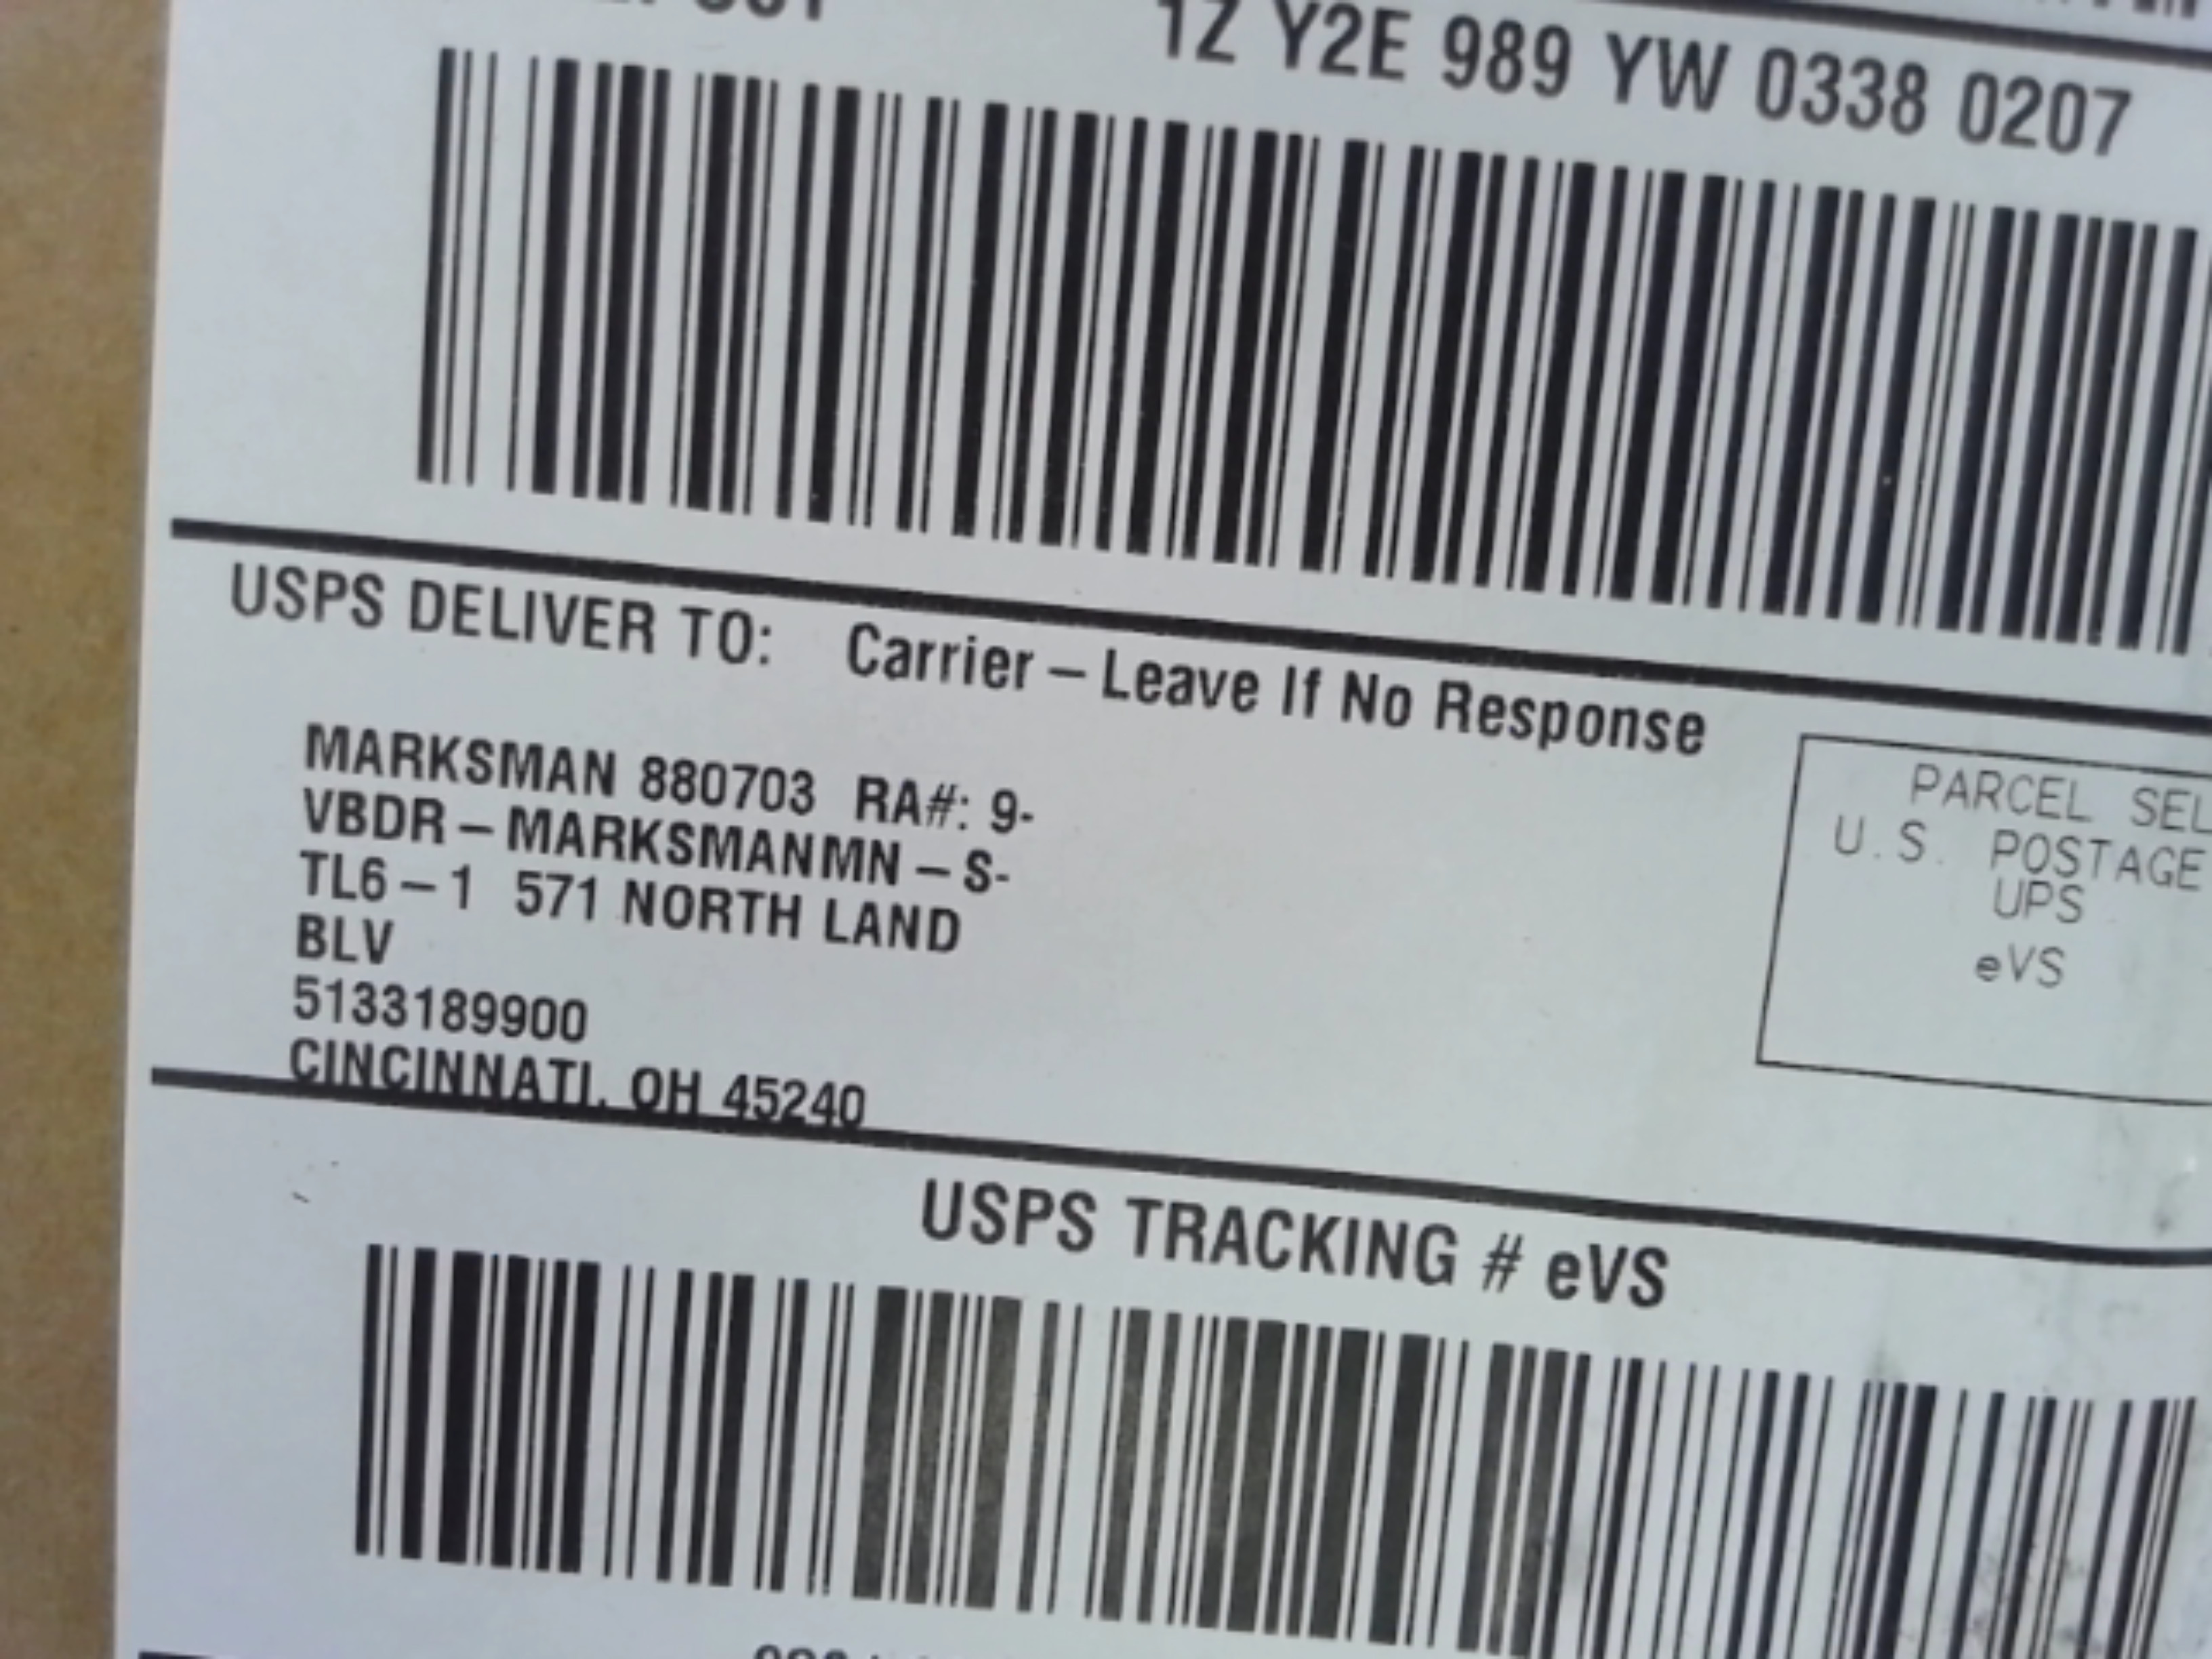 1Z Y2E 989 YW 0338 0207
USPS DELIVER TO: Carrier – Leave If No Response
MARKSMAN 880703 RA#: 9-
VBDR – MARKSMANMN – S-
TL6 – 1 571 NORTH LAND
BLV
5133189900
CINCINNATI, OH 45240
PARCEL SEL
U.S. POSTAGE
UPS
eVS
USPS TRACKING # eVS